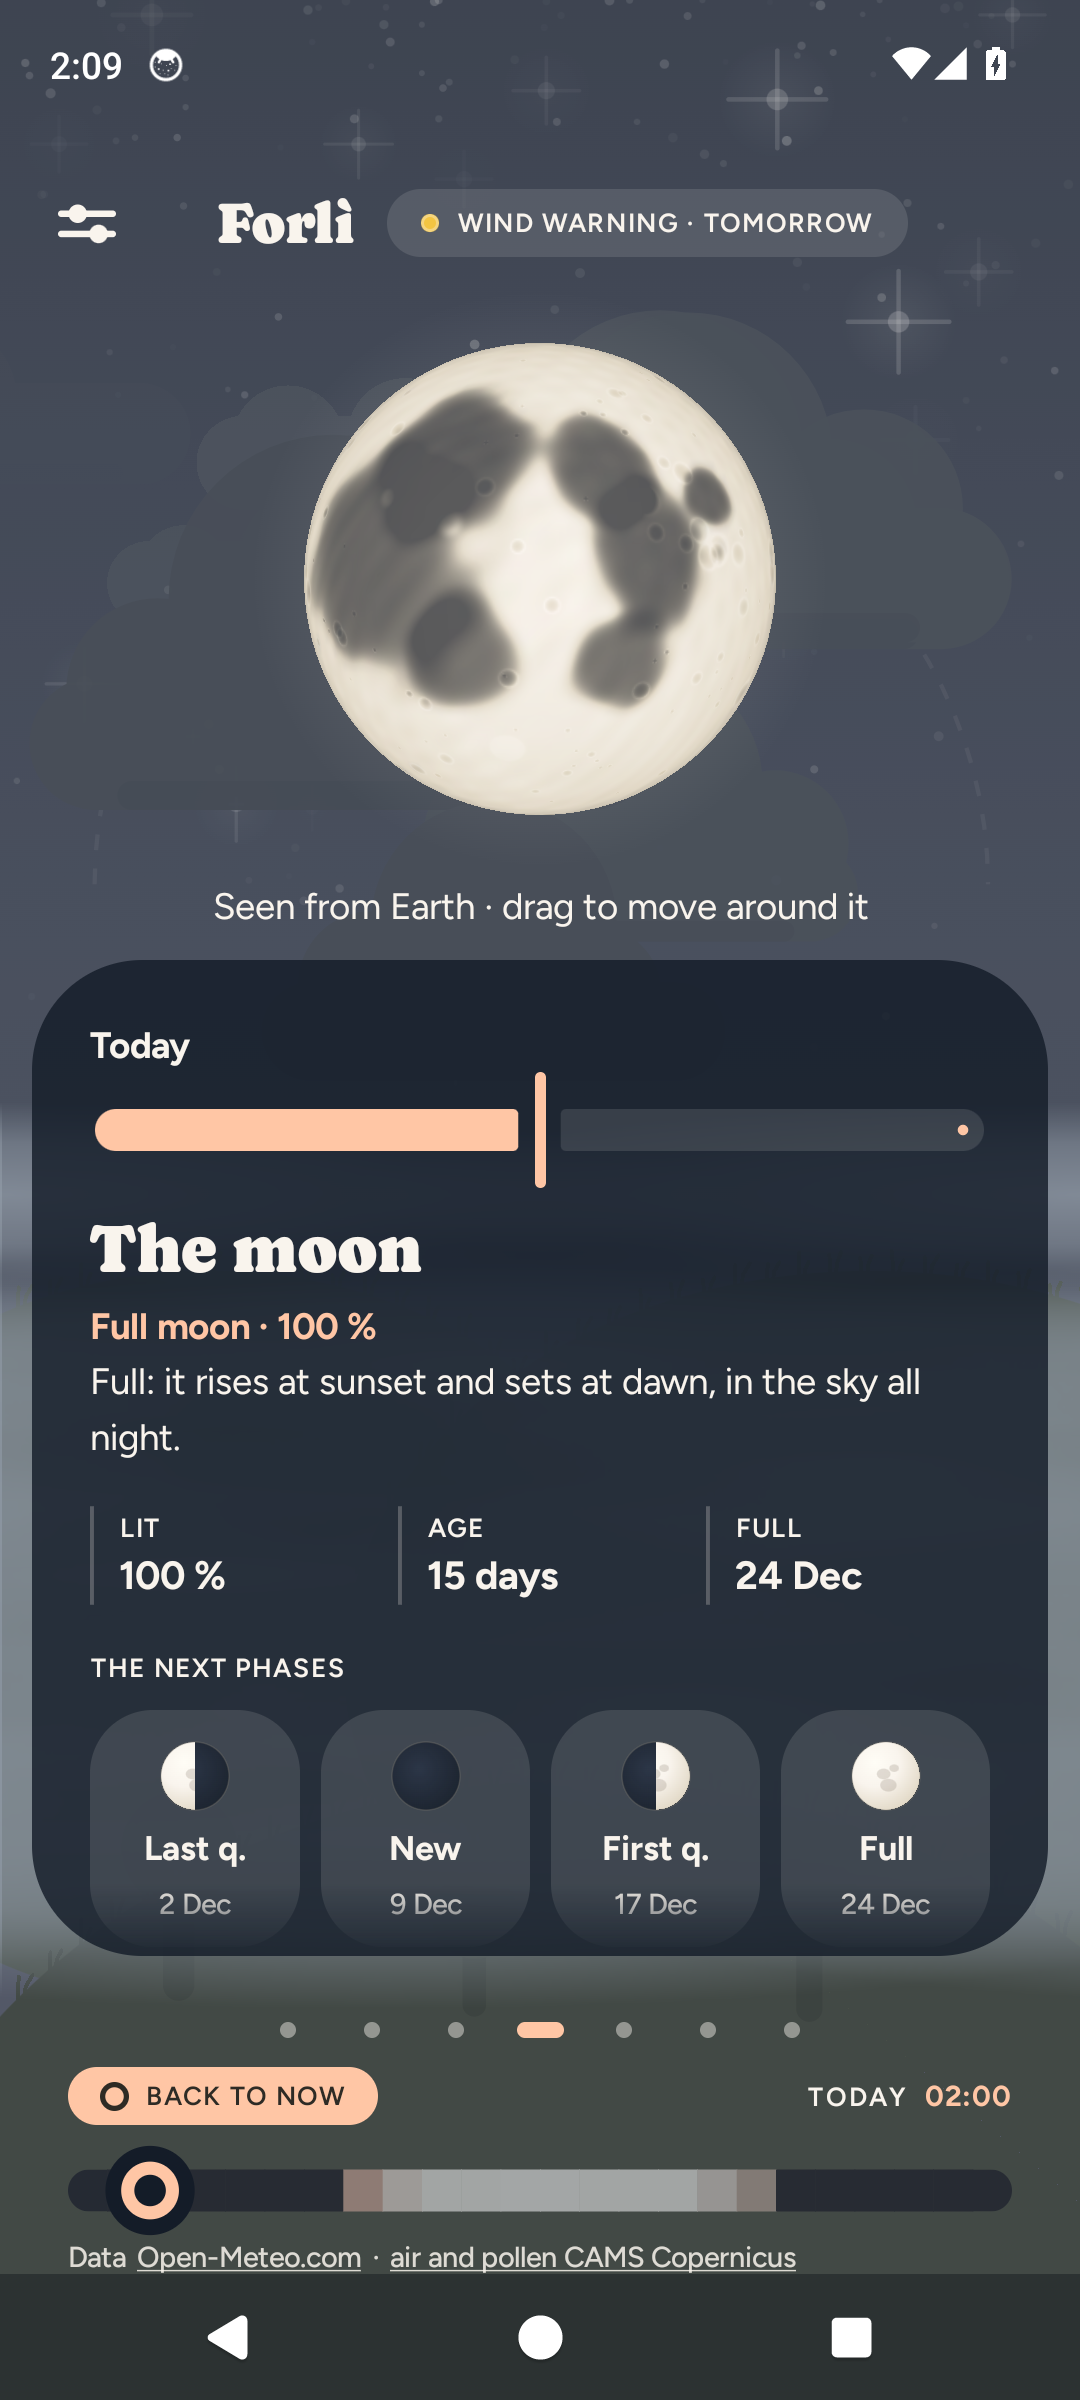 2:09
Forlì
WIND WARNING · TOMORROW
Seen from Earth · drag to move around it
Today
The moon
Full moon · 100 %
Full: it rises at sunset and sets at dawn, in the sky all
night.
LIT
100 %
AGE
15 days
FULL
24 Dec
THE NEXT PHASES
Last q.
2 Dec
New
9 Dec
First q.
17 Dec
Full
24 Dec
BACK TO NOW
TODAY 02:00
Data Open-Meteo.com · air and pollen CAMS Copernicus